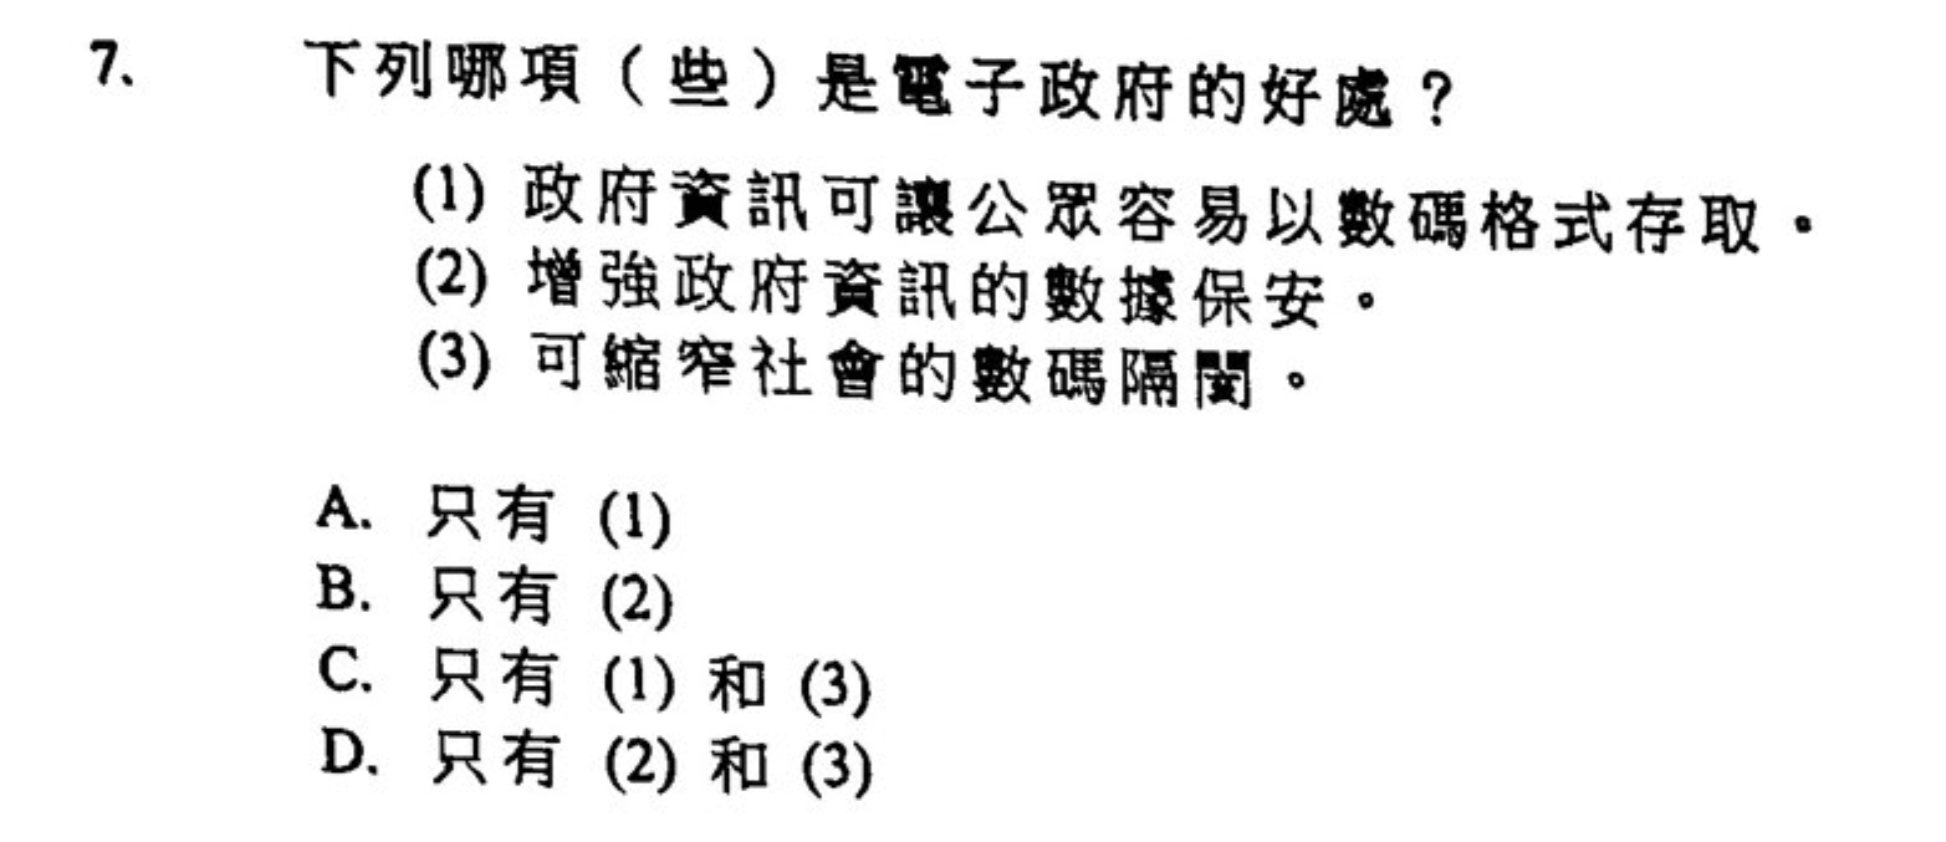 7. 下列哪項（些）是電子政府的好處？
(1) 政府資訊可讓公眾容易以數碼格式存取。
(2) 增強政府資訊的數據保安。
(3) 可縮窄社會的數碼隔閡。
A. 只有 (1)
B. 只有 (2)
C. 只有 (1) 和 (3)
D. 只有 (2) 和 (3)